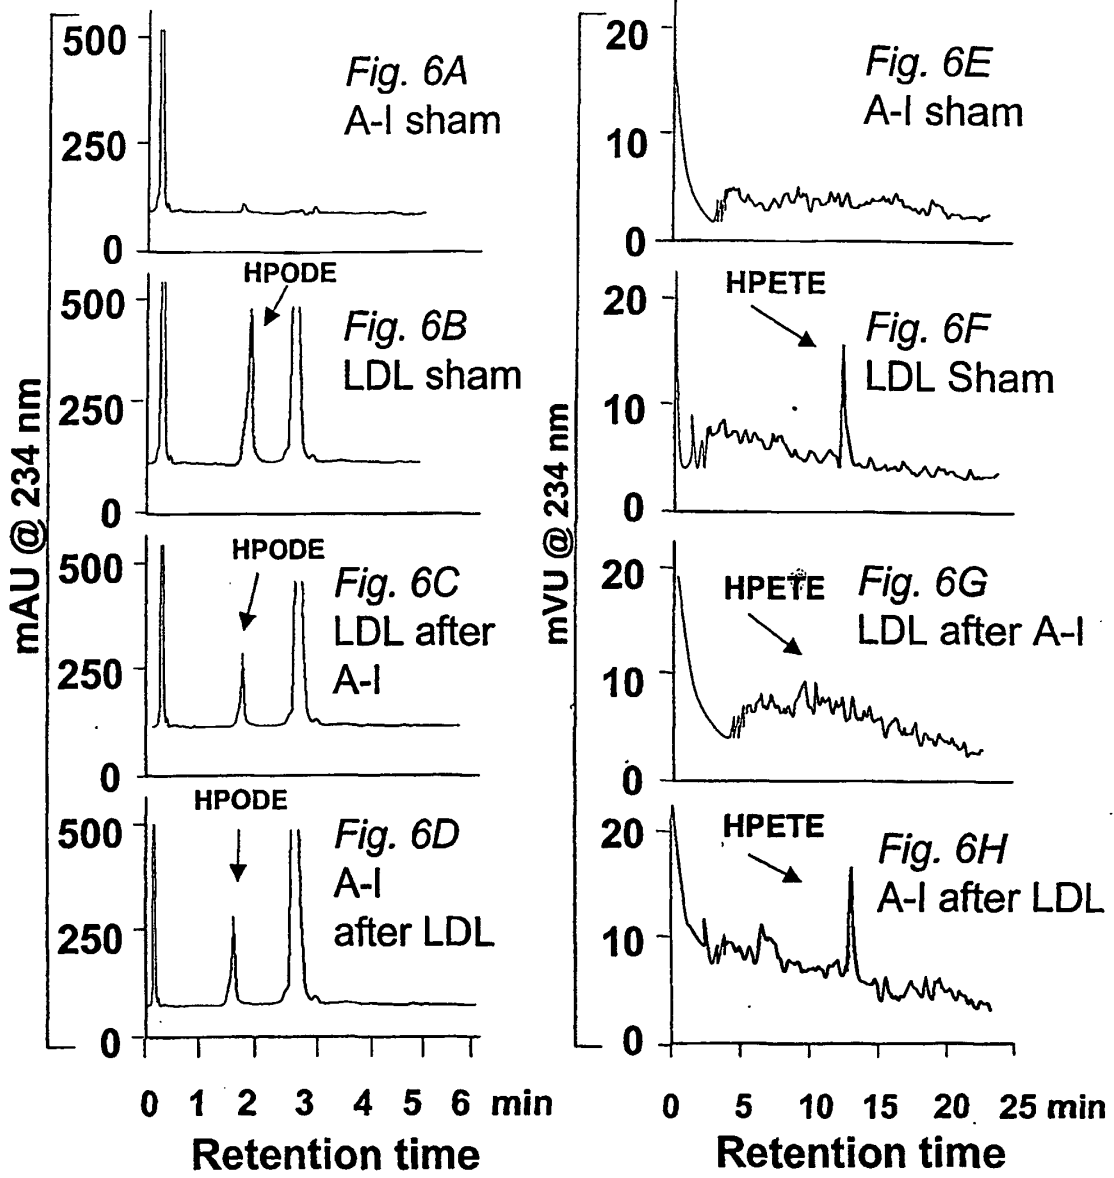 500
250
0
Fig. 6A
A-I sham
HPODE
500
250
0
Fig. 6B
LDL sham
HPODE
500
250
0
Fig. 6C
LDL after
A-I
HPODE
500
250
0
Fig. 6D
A-I
after LDL
mAU @ 234 nm
0 1 2 3 4 5 6 min
Retention time
20
10
0
Fig. 6E
A-I sham
HPETE
20
10
0
Fig. 6F
LDL Sham
HPETE
20
10
0
Fig. 6G
LDL after A-I
HPETE
20
10
0
Fig. 6H
A-I after LDL
mVU @ 234 nm
0 5 10 15 20 25 min
Retention time